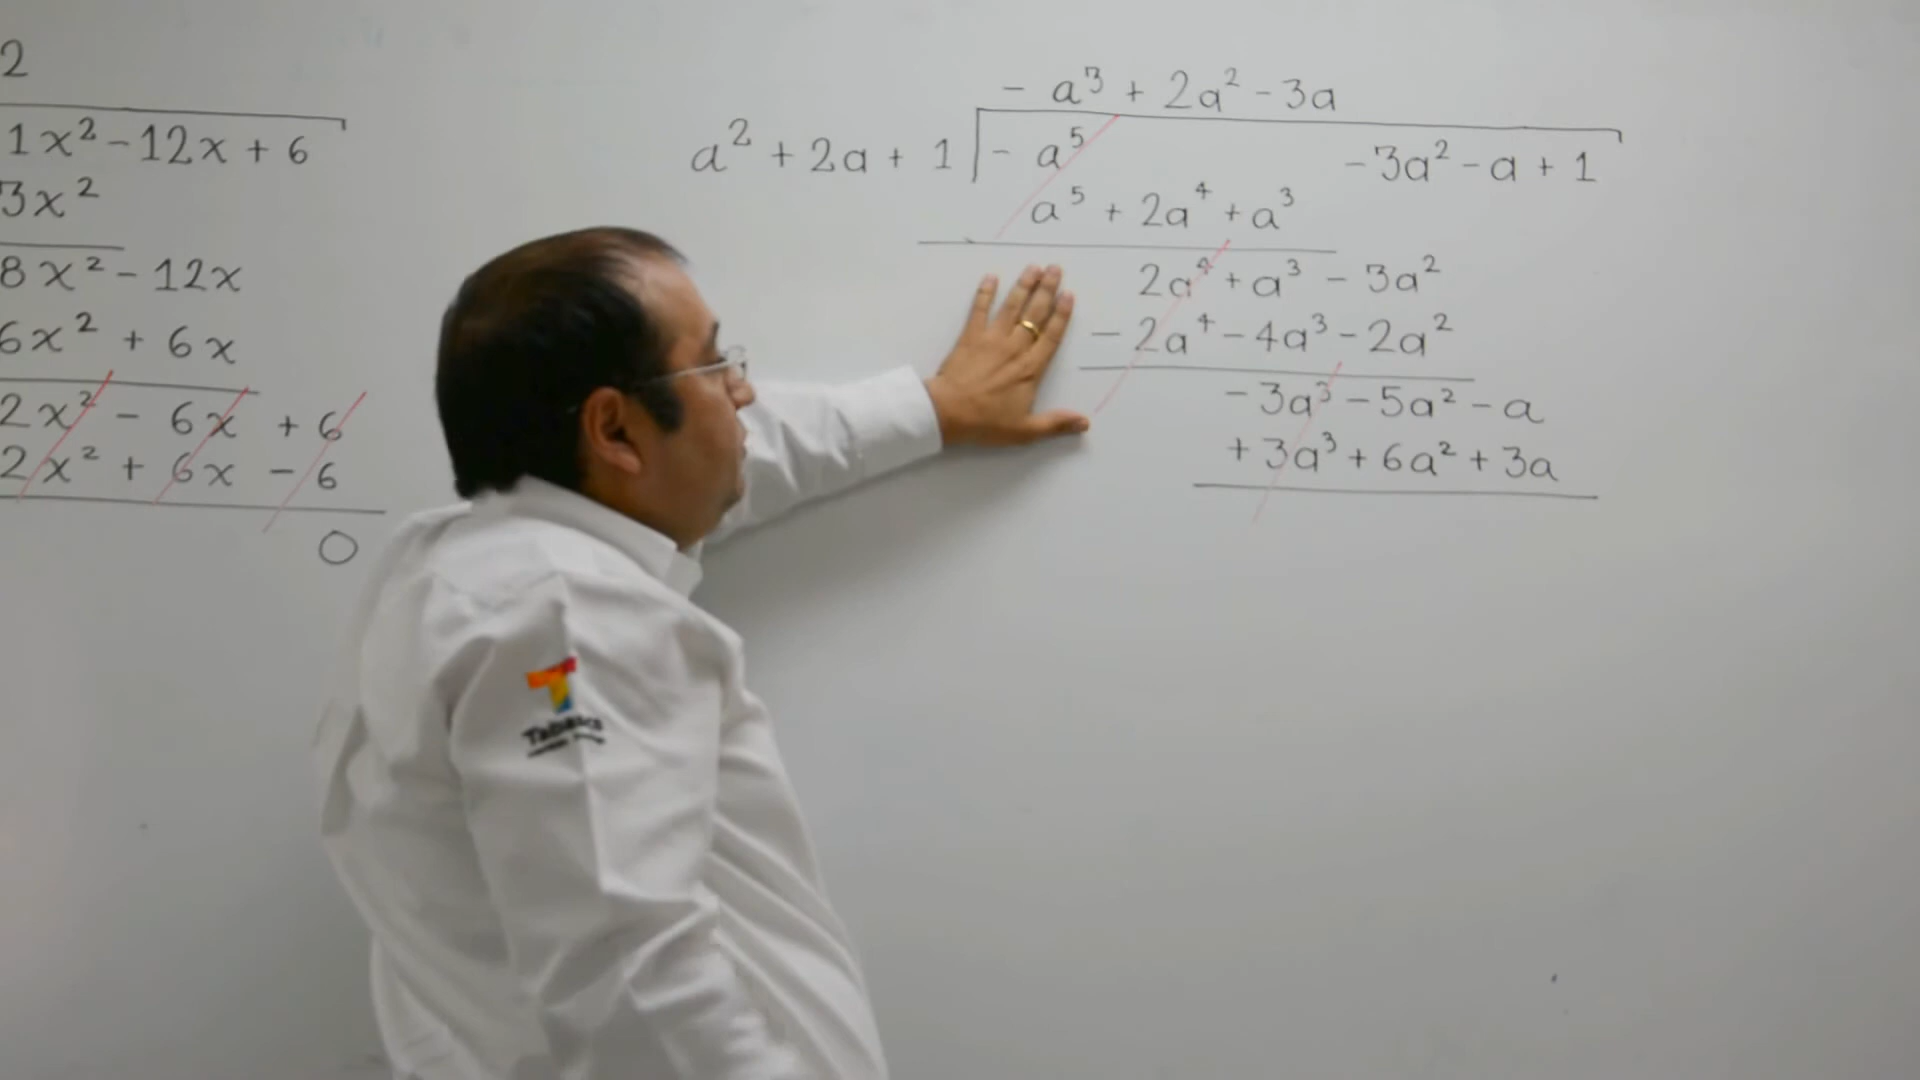 2
1x² - 12x + 6
3x²
8x² - 12x
6x² + 6x
2x² - 6x + 6
2x² + 6x - 6
0
- a³ + 2a² - 3a
a² + 2a + 1 - a⁵ - 3a² - a + 1
a⁵ + 2a⁴ + a³
2a⁴ + a³ - 3a²
- 2a⁴ - 4a³ - 2a²
- 3a³ - 5a² - a
+ 3a³ + 6a² + 3a
T